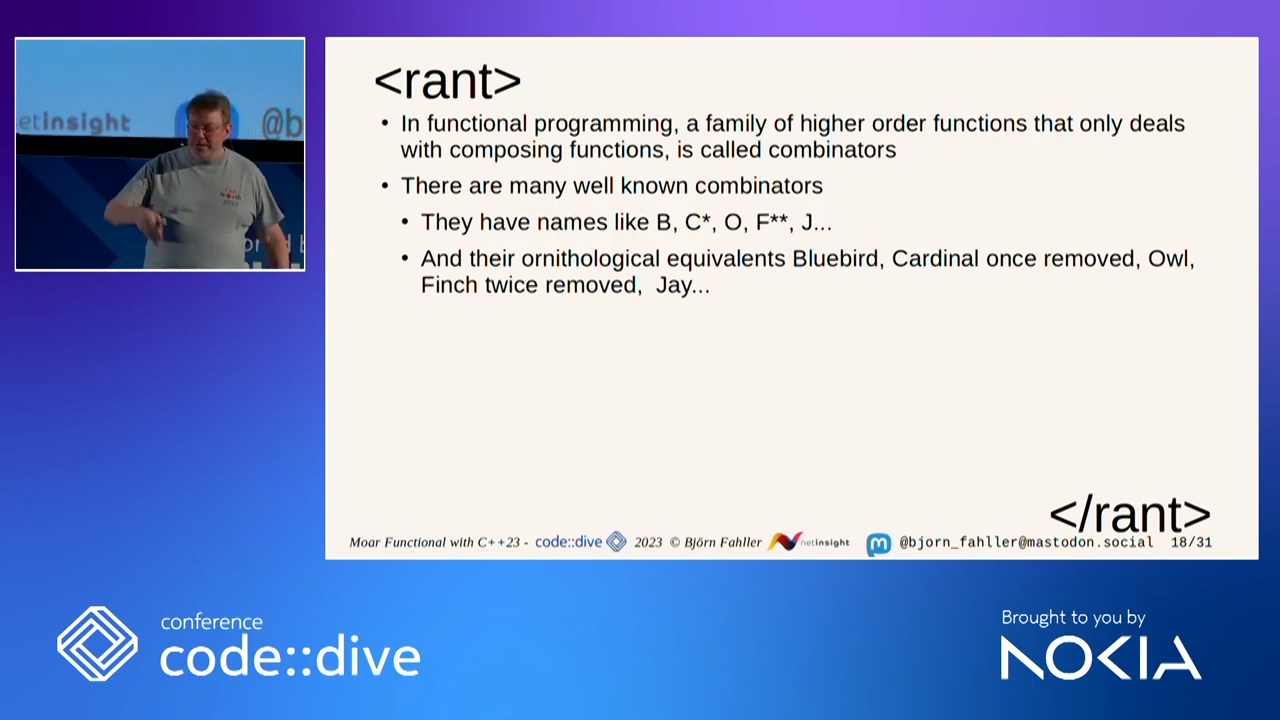 etinsight
@b
<rant>
• In functional programming, a family of higher order functions that only deals
with composing functions, is called combinators
• There are many well known combinators
• They have names like B, C*, O, F**, J...
• And their ornithological equivalents Bluebird, Cardinal once removed, Owl,
Finch twice removed, Jay...
</rant>
Moar Functional with C++23 - code::dive 2023 © Björn Fahller netinsight @bjorn_fahller@mastodon.social 18/31
conference
code::dive
Brought to you by
NOKIA